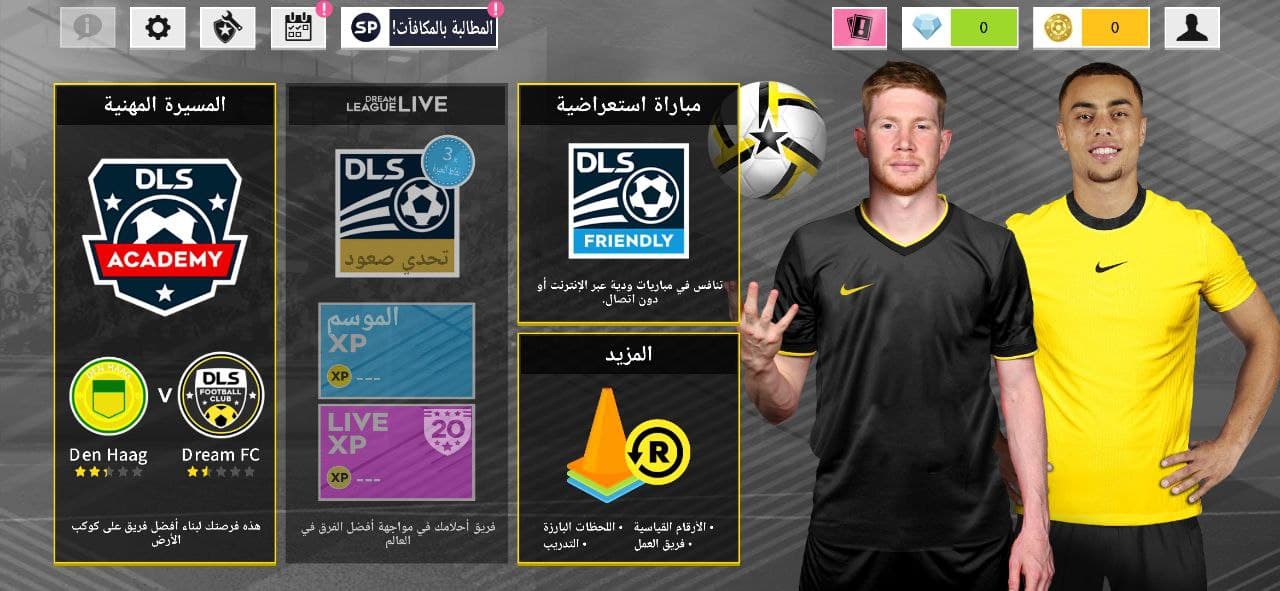 المطالبة بالمكافآت!
SP
0
0
المسيرة المهنية
DLS
ACADEMY
DEN HAAG
V
DLS
FOOTBALL
CLUB
Den Haag
Dream FC
هذه فرصتك لبناء أفضل فريق على كوكب
الأرض
DREAM
LEAGUE LIVE
DLS
3
تحدي صعود
الموسم
XP
XP ---
LIVE
XP
20
XP ---
فريق أحلامك في مواجهة أفضل الفرق في
العالم
مباراة استعراضية
DLS
FRIENDLY
تنافس في مباريات ودية عبر الإنترنت أو
دون اتصال.
المزيد
R
• الأرقام القياسية • اللحظات البارزة
• فريق العمل • التدريب